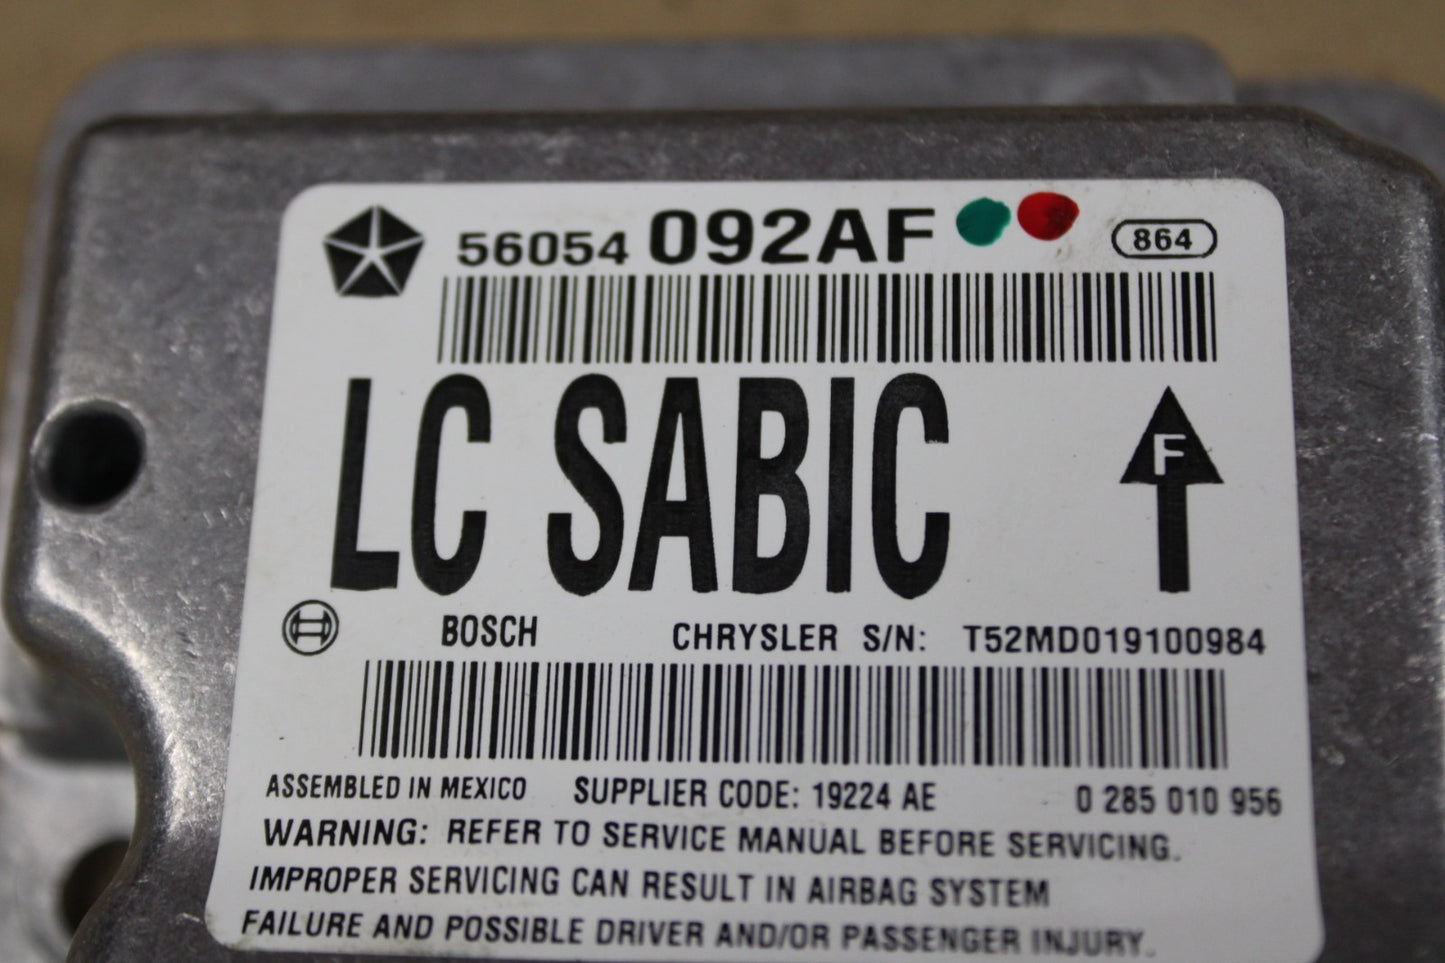 56054 092AF 864
LC SABIC
F
BOSCH CHRYSLER S/N: T52MD019100984
ASSEMBLED IN MEXICO SUPPLIER CODE: 19224 AE 0 285 010 956
WARNING: REFER TO SERVICE MANUAL BEFORE SERVICING.
IMPROPER SERVICING CAN RESULT IN AIRBAG SYSTEM
FAILURE AND POSSIBLE DRIVER AND/OR PASSENGER INJURY.